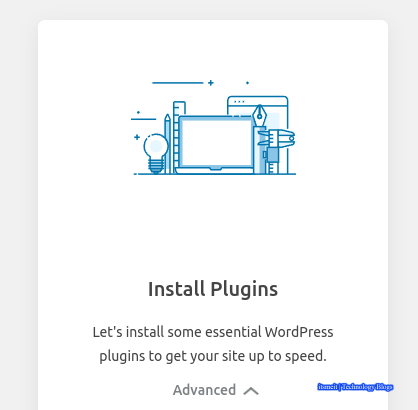 Install Plugins
Let's install some essential WordPress
plugins to get your site up to speed.
Advanced
itsmeit | Technology Blogs